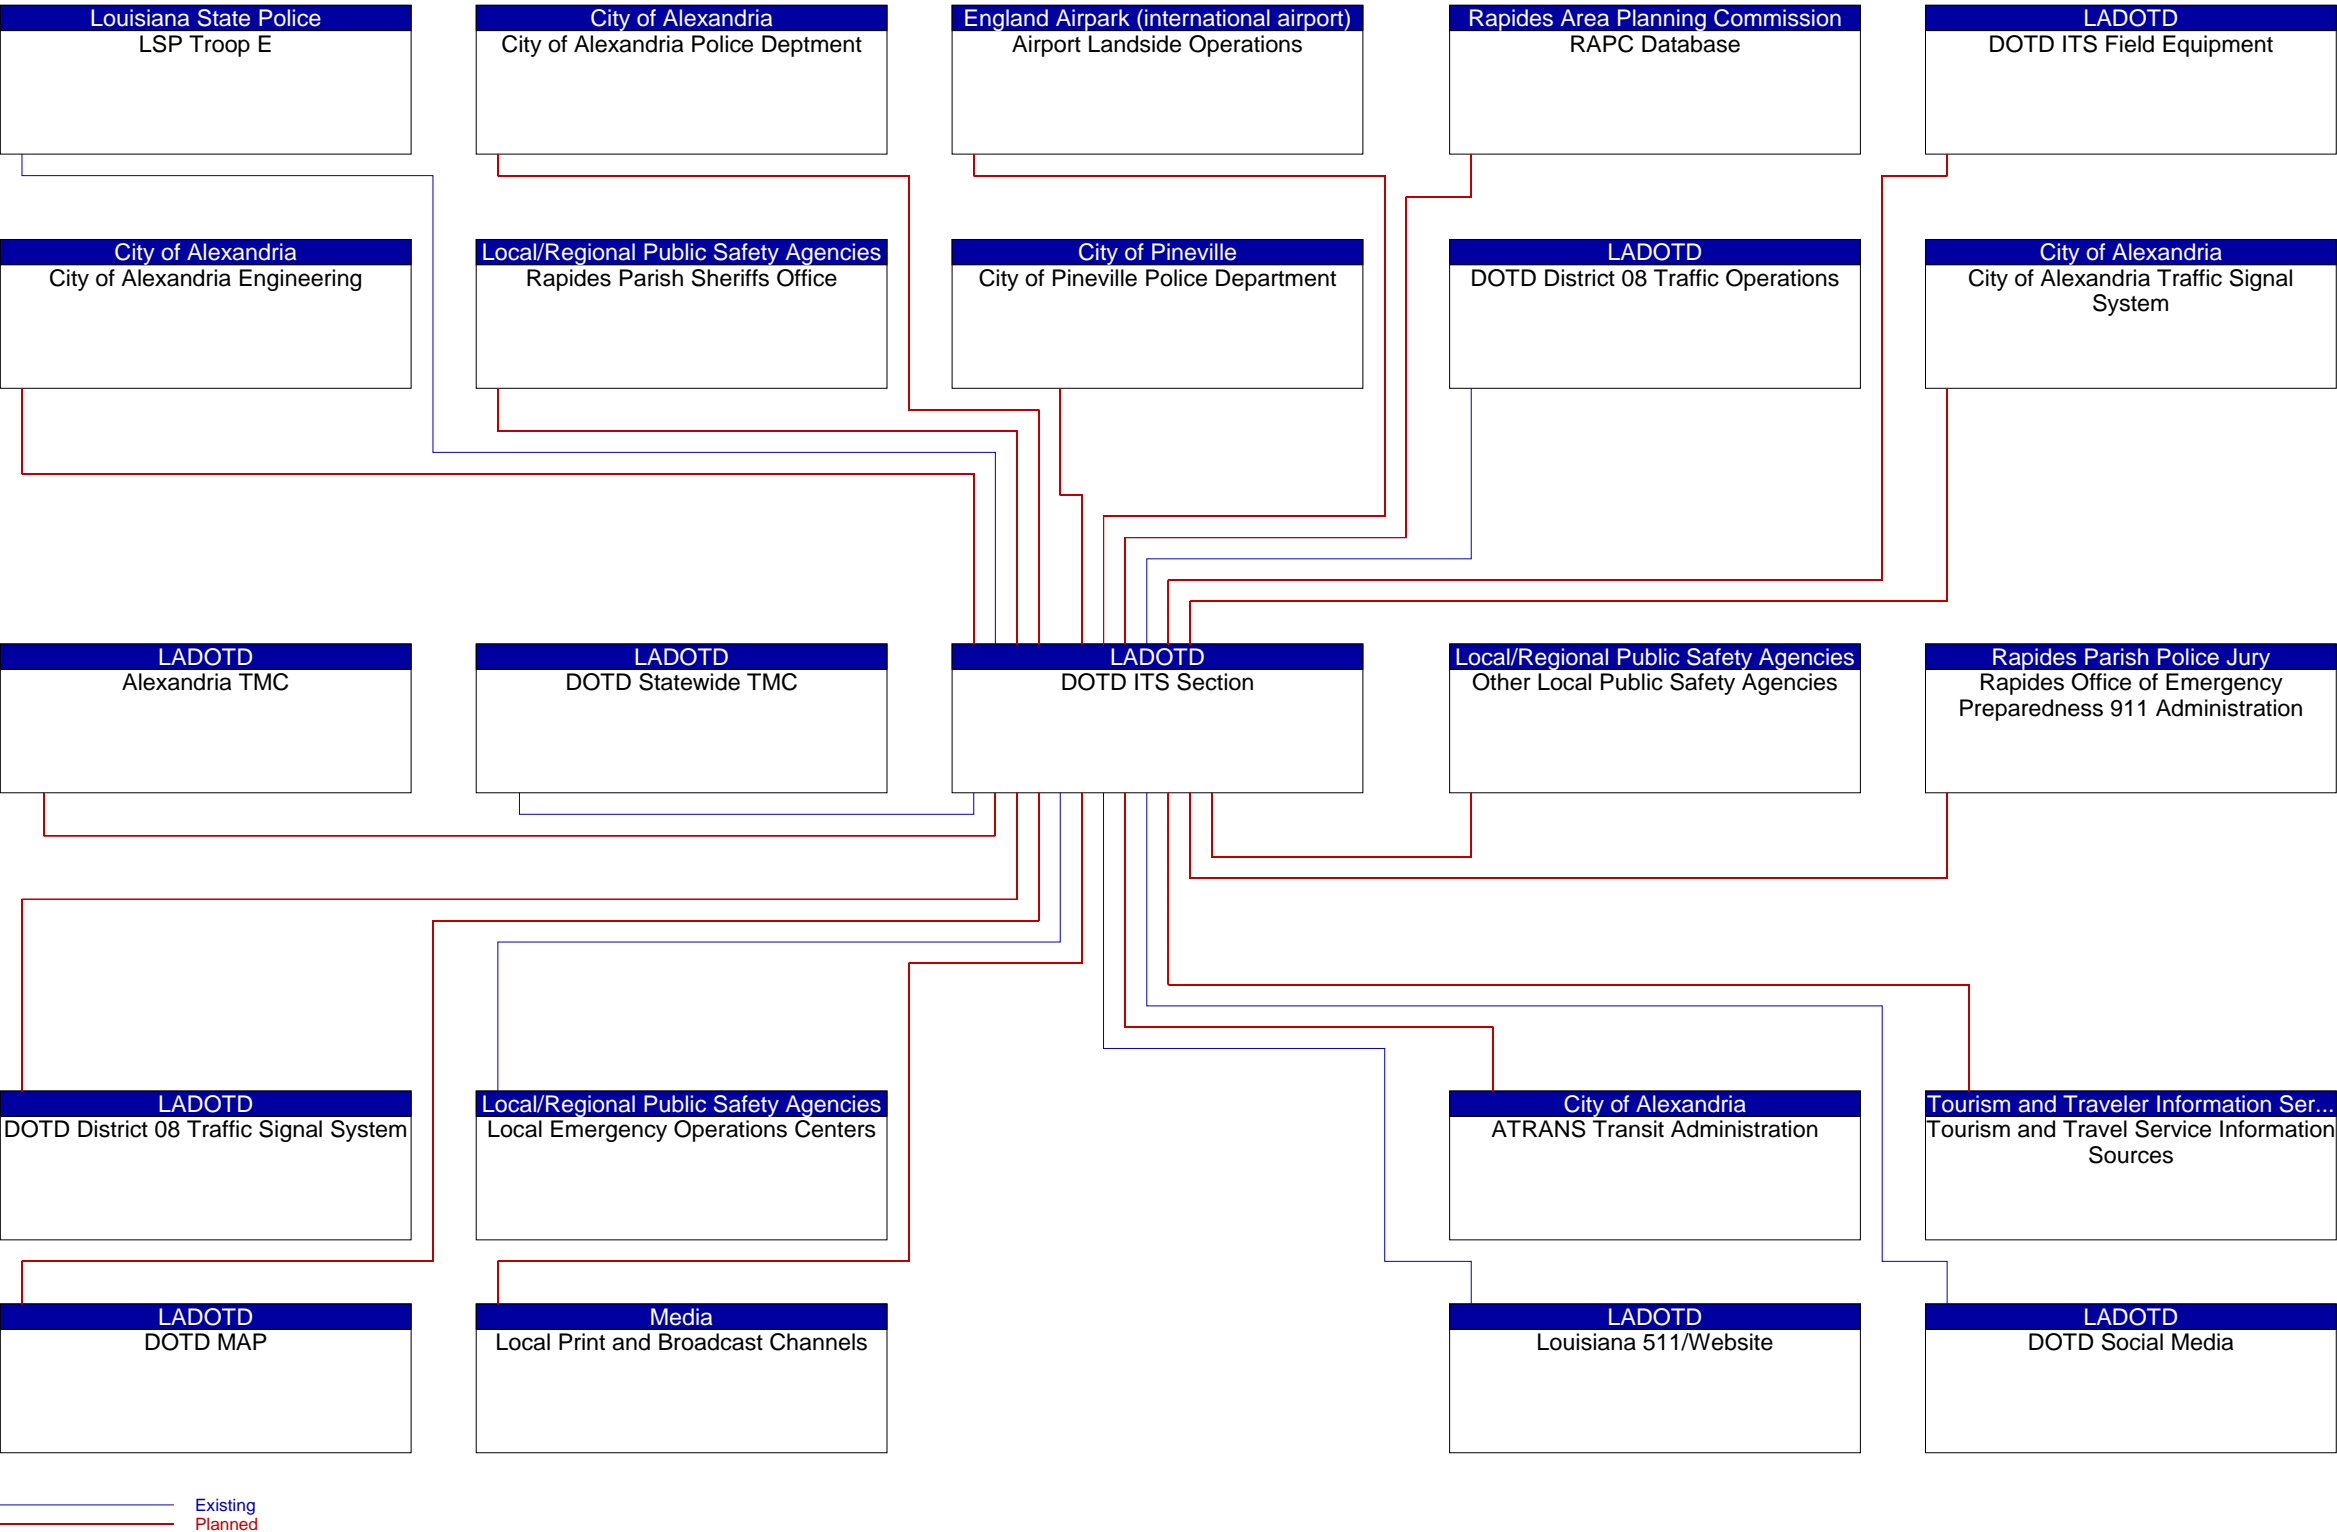 Louisiana State Police
LSP Troop E
City of Alexandria
City of Alexandria Police Deptment
England Airpark (international airport)
Airport Landside Operations
Rapides Area Planning Commission
RAPC Database
LADOTD
DOTD ITS Field Equipment
City of Alexandria
City of Alexandria Engineering
Local/Regional Public Safety Agencies
Rapides Parish Sheriffs Office
City of Pineville
City of Pineville Police Department
LADOTD
DOTD District 08 Traffic Operations
City of Alexandria
City of Alexandria Traffic Signal
System
LADOTD
Alexandria TMC
LADOTD
DOTD Statewide TMC
LADOTD
DOTD ITS Section
Local/Regional Public Safety Agencies
Other Local Public Safety Agencies
Rapides Parish Police Jury
Rapides Office of Emergency
Preparedness 911 Administration
LADOTD
DOTD District 08 Traffic Signal System
Local/Regional Public Safety Agencies
Local Emergency Operations Centers
City of Alexandria
ATRANS Transit Administration
Tourism and Traveler Information Ser...
Tourism and Travel Service Information
Sources
LADOTD
DOTD MAP
Media
Local Print and Broadcast Channels
LADOTD
Louisiana 511/Website
LADOTD
DOTD Social Media
Existing
Planned